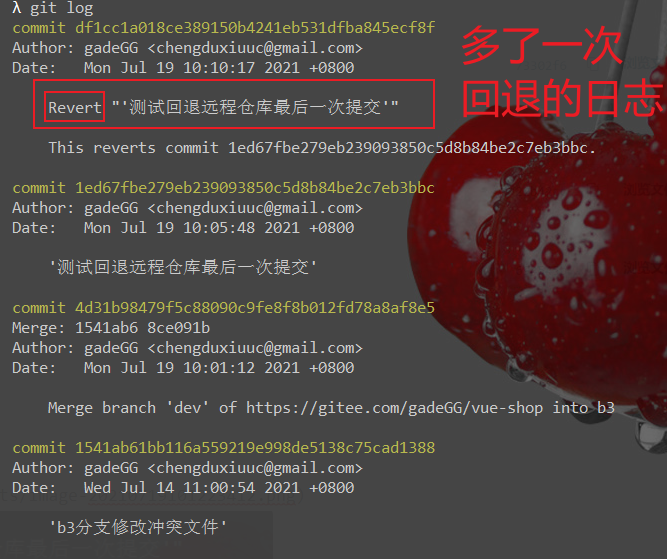 λ git log
commit df1cc1a018ce389150b4241eb531dfba845ecf8f
Author: gadeGG <chengduxiuuc@gmail.com>
Date:   Mon Jul 19 10:10:17 2021 +0800
多了一次
回退的日志
Revert "'测试回退远程仓库最后一次提交'"
This reverts commit 1ed67fbe279eb239093850c5d8b84be2c7eb3bbc.
commit 1ed67fbe279eb239093850c5d8b84be2c7eb3bbc
Author: gadeGG <chengduxiuuc@gmail.com>
Date:   Mon Jul 19 10:05:48 2021 +0800
'测试回退远程仓库最后一次提交'
commit 4d31b98479f5c88090c9fe8f8b012fd78a8af8e5
Merge: 1541ab6 8ce091b
Author: gadeGG <chengduxiuuc@gmail.com>
Date:   Mon Jul 19 10:01:12 2021 +0800
Merge branch 'dev' of https://gitee.com/gadeGG/vue-shop into b3
commit 1541ab61bb116a559219e998de5138c75cad1388
Author: gadeGG <chengduxiuuc@gmail.com>
Date:   Wed Jul 14 11:00:54 2021 +0800
'b3分支修改冲突文件'